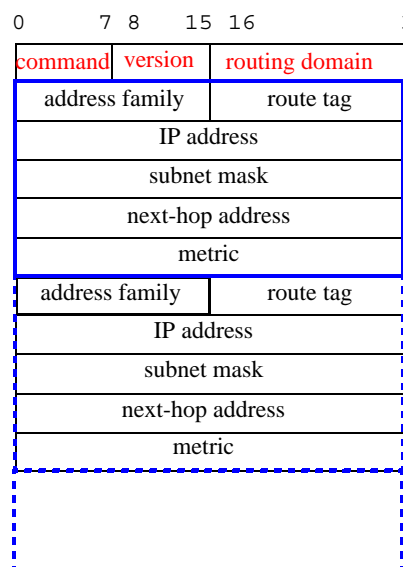 0 7 8 15 16
command version routing domain
address family route tag
IP address
subnet mask
next-hop address
metric
address family route tag
IP address
subnet mask
next-hop address
metric